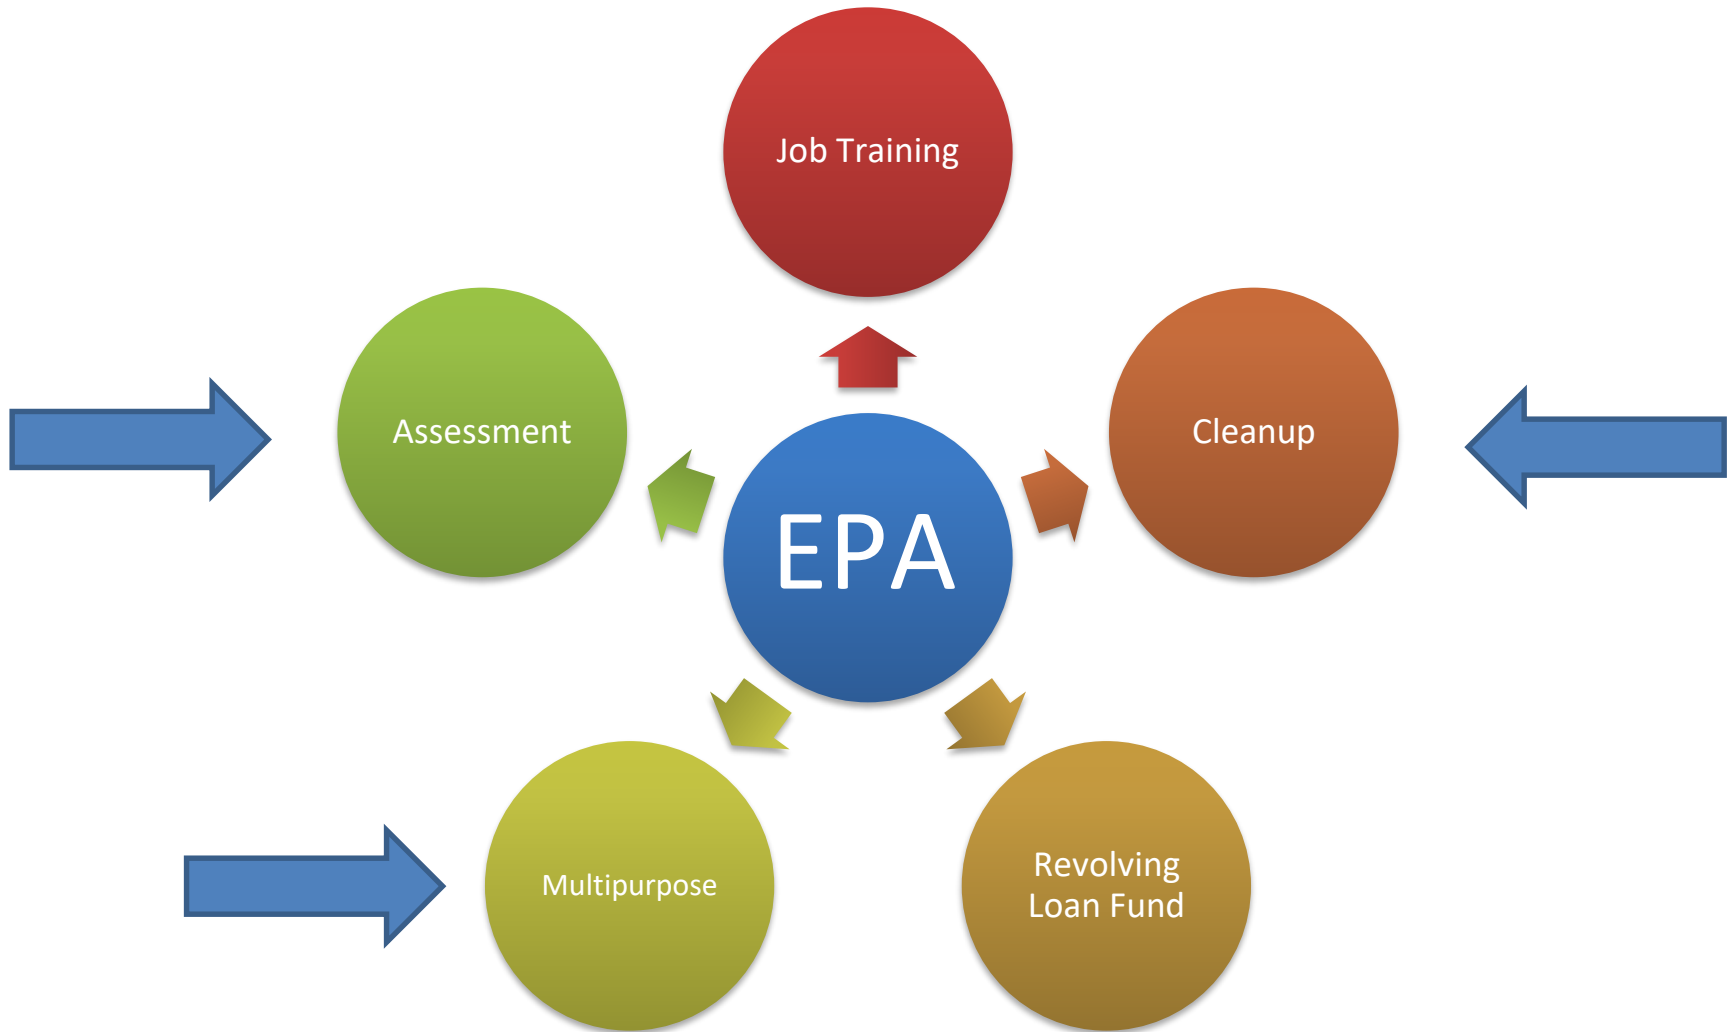 Job Training
Assessment
Cleanup
EPA
Multipurpose
Revolving
Loan Fund